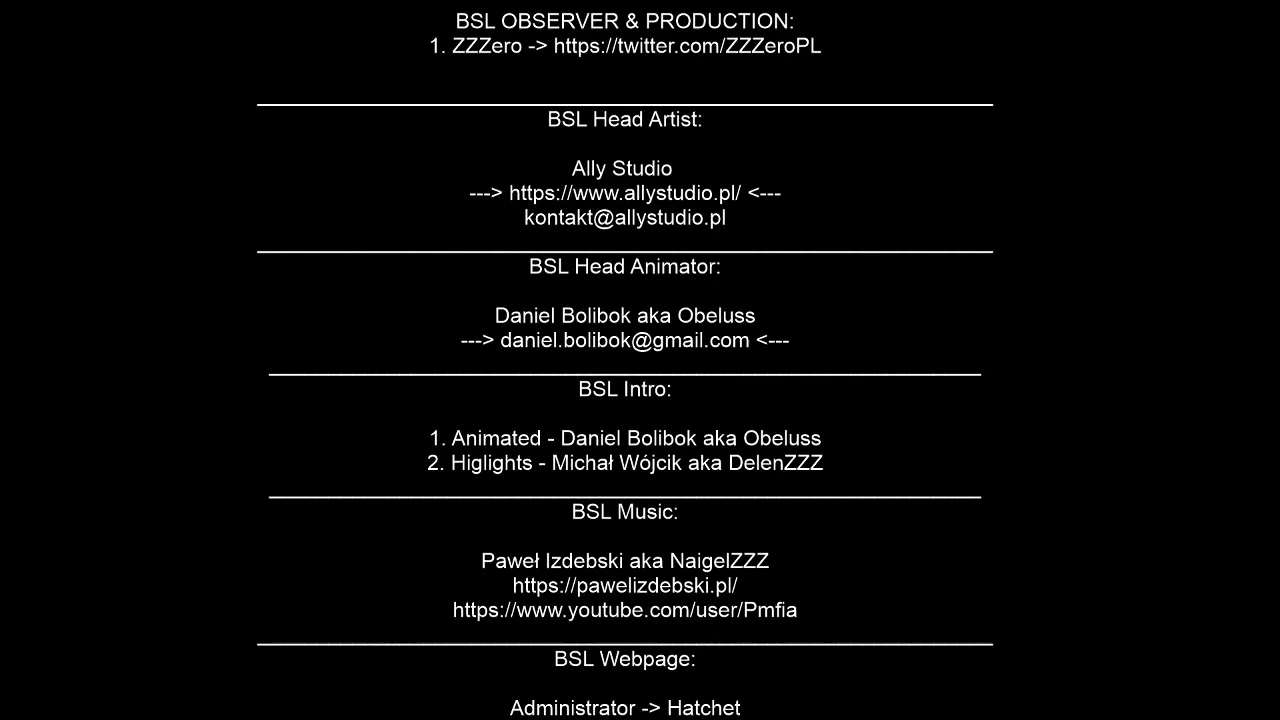 BSL OBSERVER & PRODUCTION:
1. ZZZero -> https://twitter.com/ZZZeroPL
BSL Head Artist:
Ally Studio
---> https://www.allystudio.pl/ <---
kontakt@allystudio.pl
BSL Head Animator:
Daniel Bolibok aka Obeluss
---> daniel.bolibok@gmail.com <---
BSL Intro:
1. Animated - Daniel Bolibok aka Obeluss
2. Higlights - Michał Wójcik aka DelenZZZ
BSL Music:
Paweł Izdebski aka NaigelZZZ
https://pawelizdebski.pl/
https://www.youtube.com/user/Pmfia
BSL Webpage:
Administrator -> Hatchet